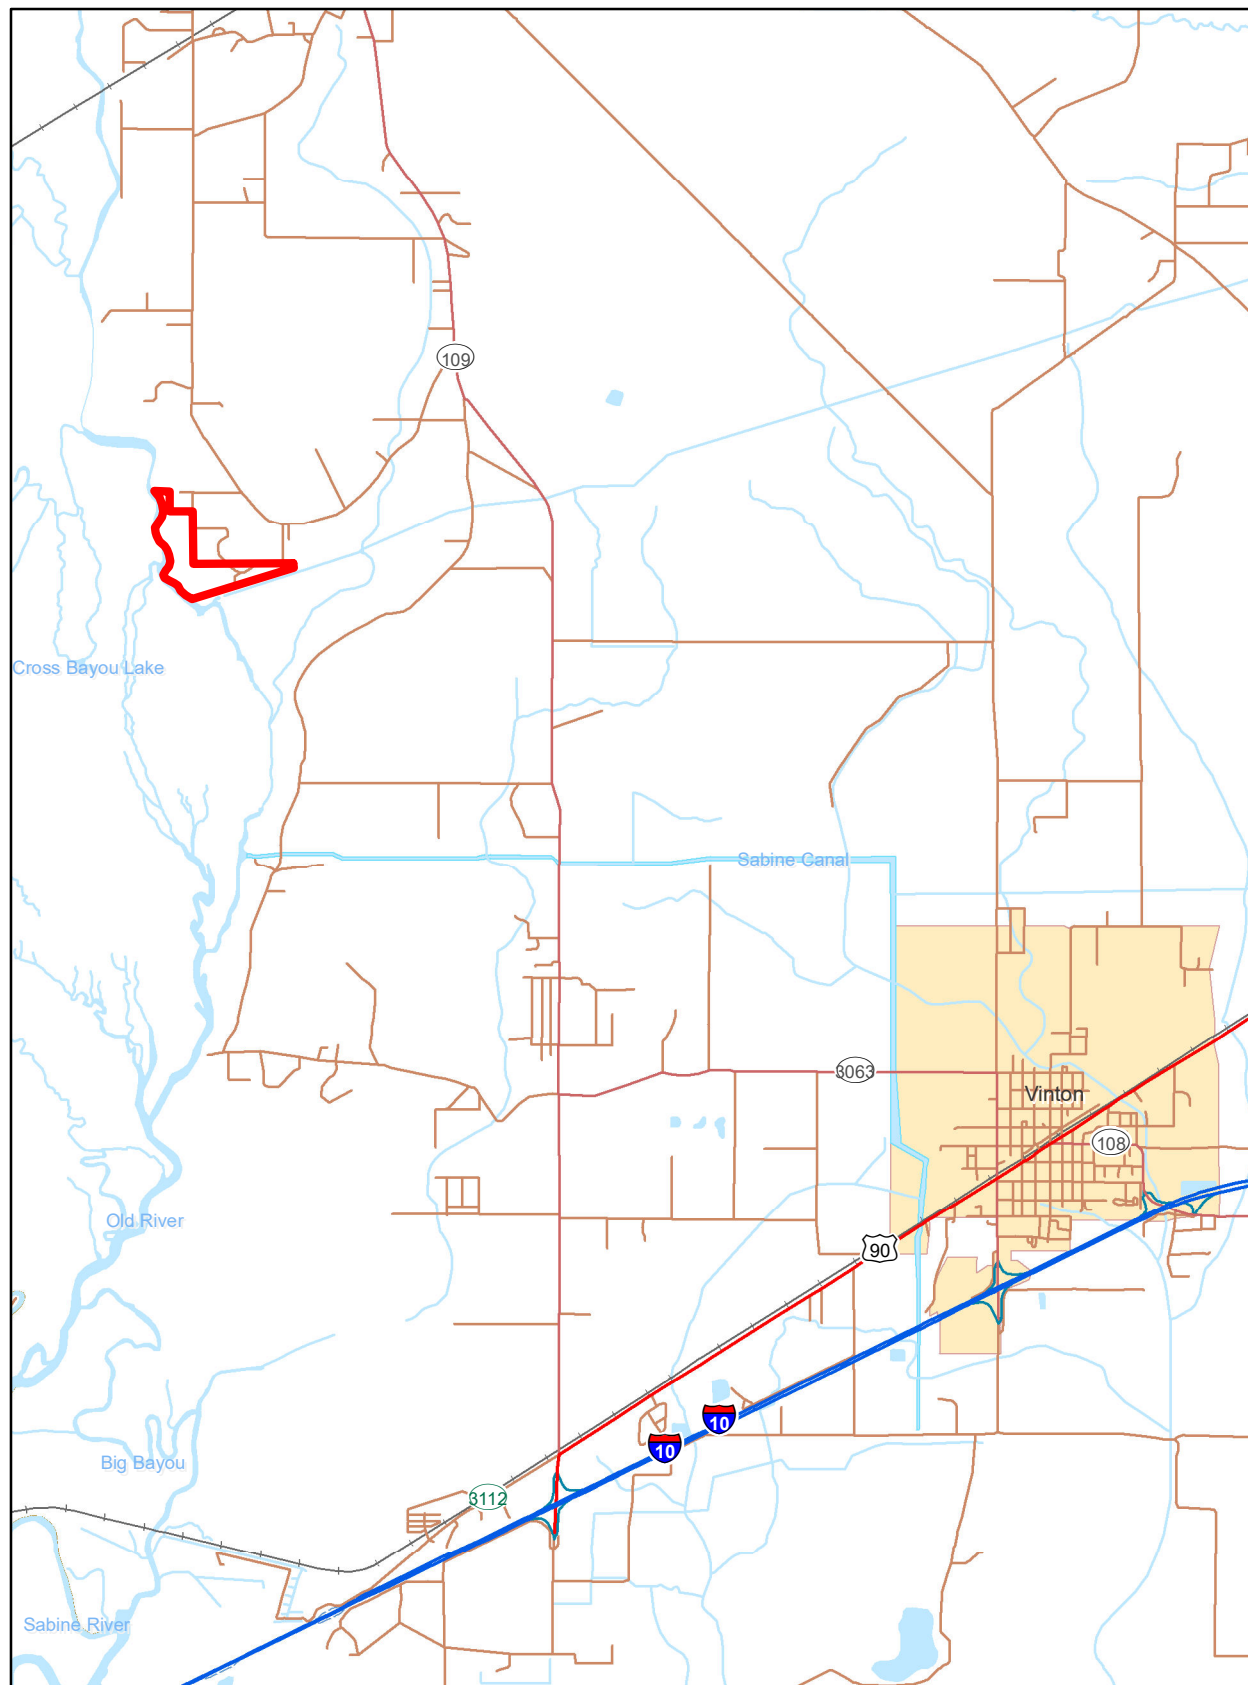 109
Cross Bayou Lake
Sabine Canal
3063
Vinton
108
Old River
90
10
10
Big Bayou
3112
Sabine River